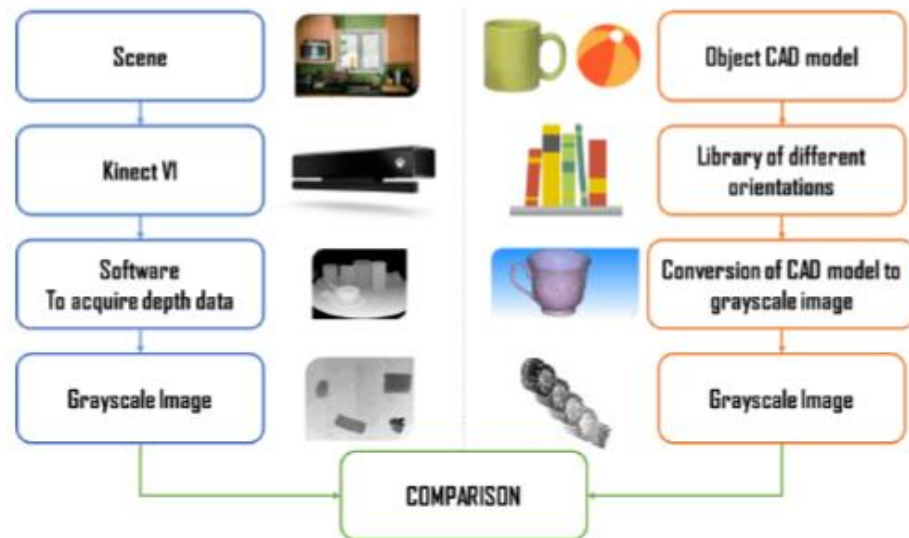 Scene
Kinect V1
Software
To acquire depth data
Grayscale Image
Object CAD model
Library of different
orientations
Conversion of CAD model to
grayscale image
Grayscale Image
COMPARISON